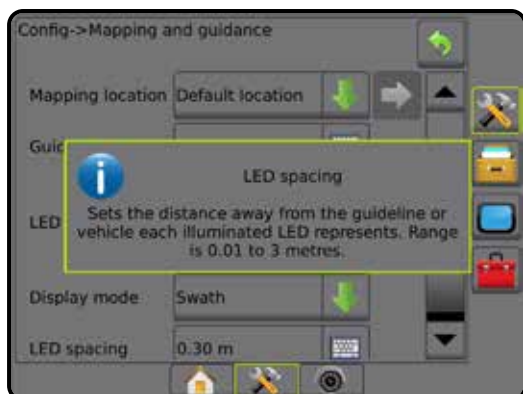 Config->Mapping and guidance
Mapping location Default location
LED spacing
Sets the distance away from the guideline or
vehicle each illuminated LED represents. Range
is 0.01 to 3 metres.
LED
Display mode Swath
LED spacing 0.30 m